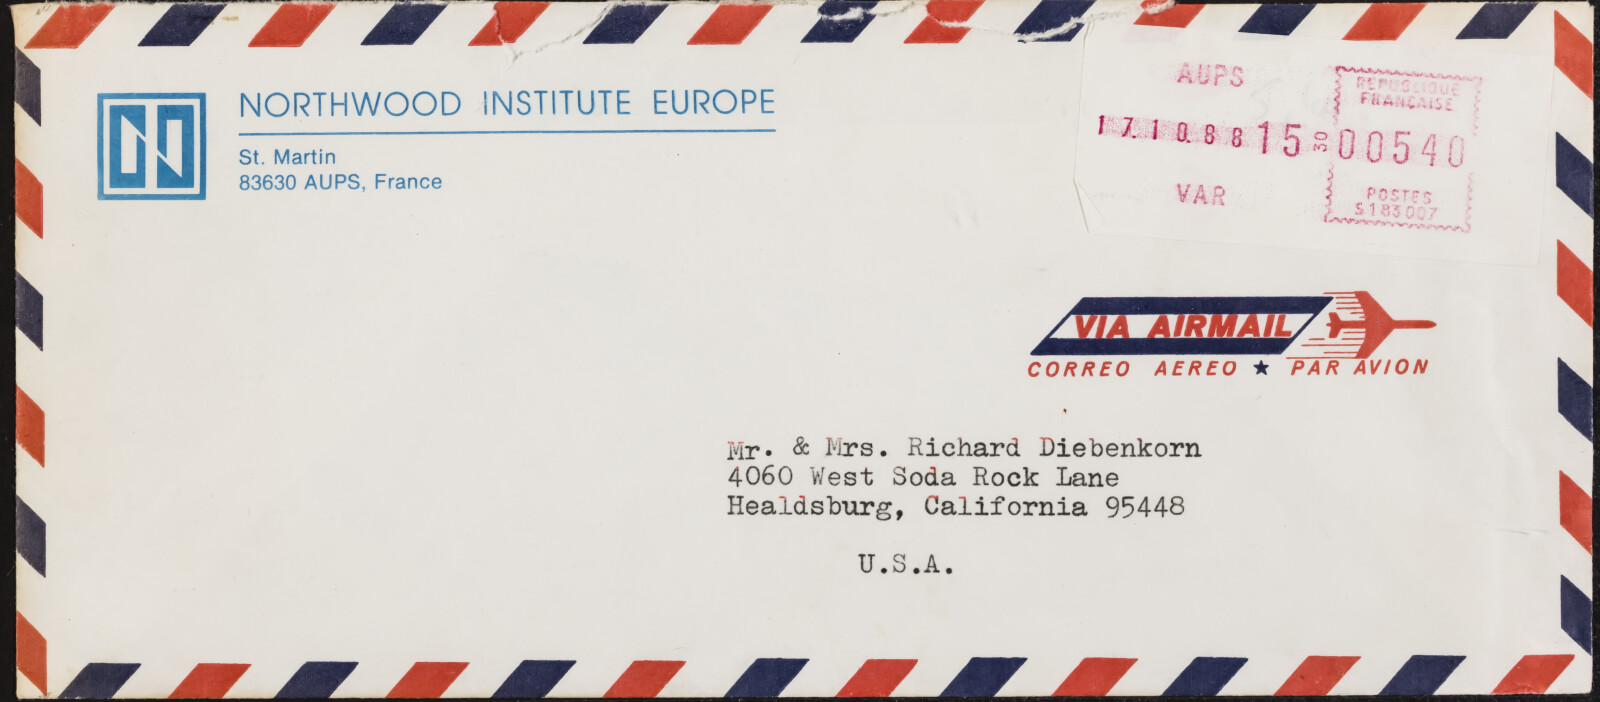 NORTHWOOD INSTITUTE EUROPE
St. Martin
83630 AUPS, France
AUPS
17.10.88 15 30
VAR
REPUBLIQUE
FRANCAISE
00540
POSTES
S183007
VIA AIRMAIL
CORREO AEREO ★ PAR AVION
Mr. & Mrs. Richard Diebenkorn
4060 West Soda Rock Lane
Healdsburg, California 95448
U.S.A.